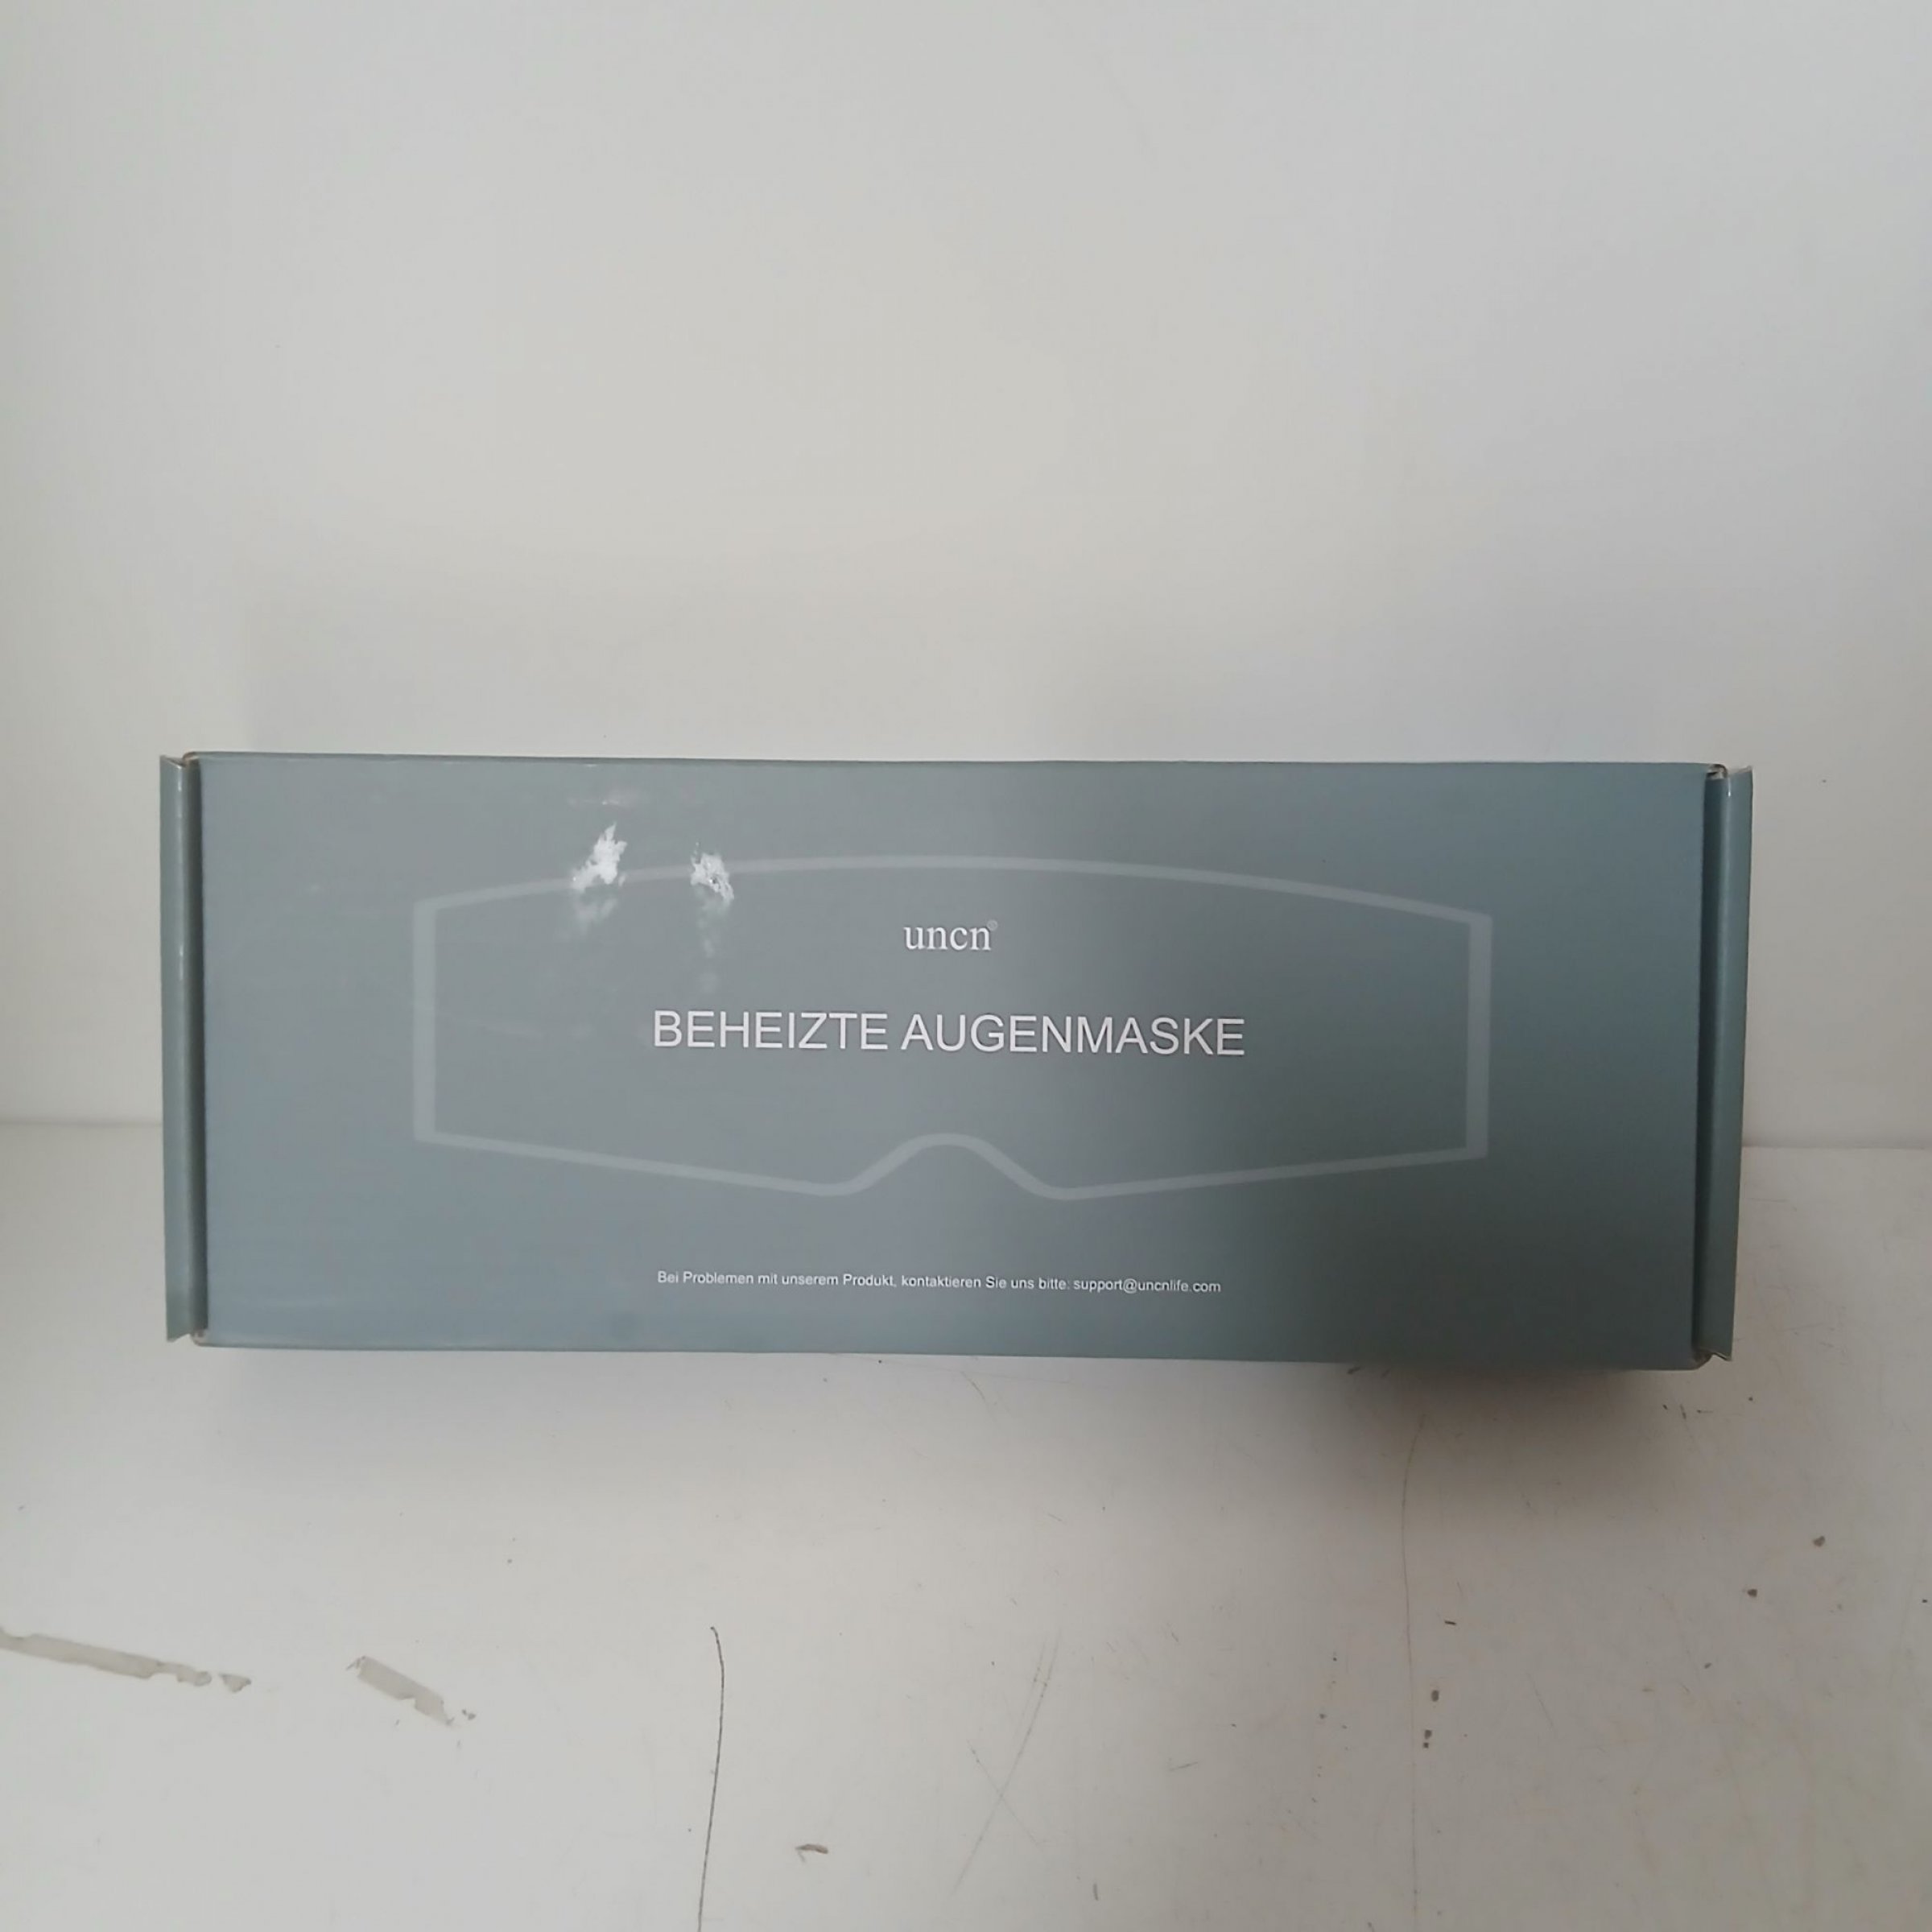 uncn®
BEHEIZTE AUGENMASKE
Bei Problemen mit unserem Produkt, kontaktieren Sie uns bitte: support@uncnlife.com